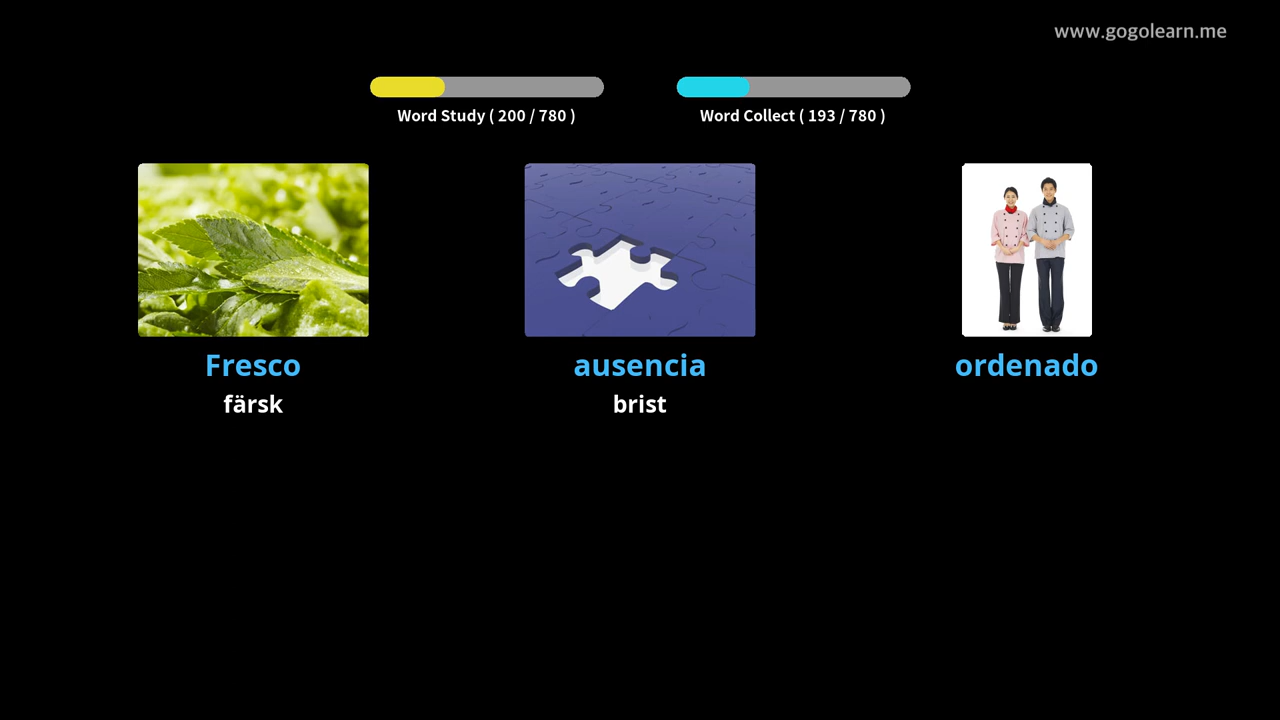 www.gogolearn.me
Word Study ( 200 / 780 )
Word Collect ( 193 / 780 )
Fresco
ausencia
ordenado
färsk
brist